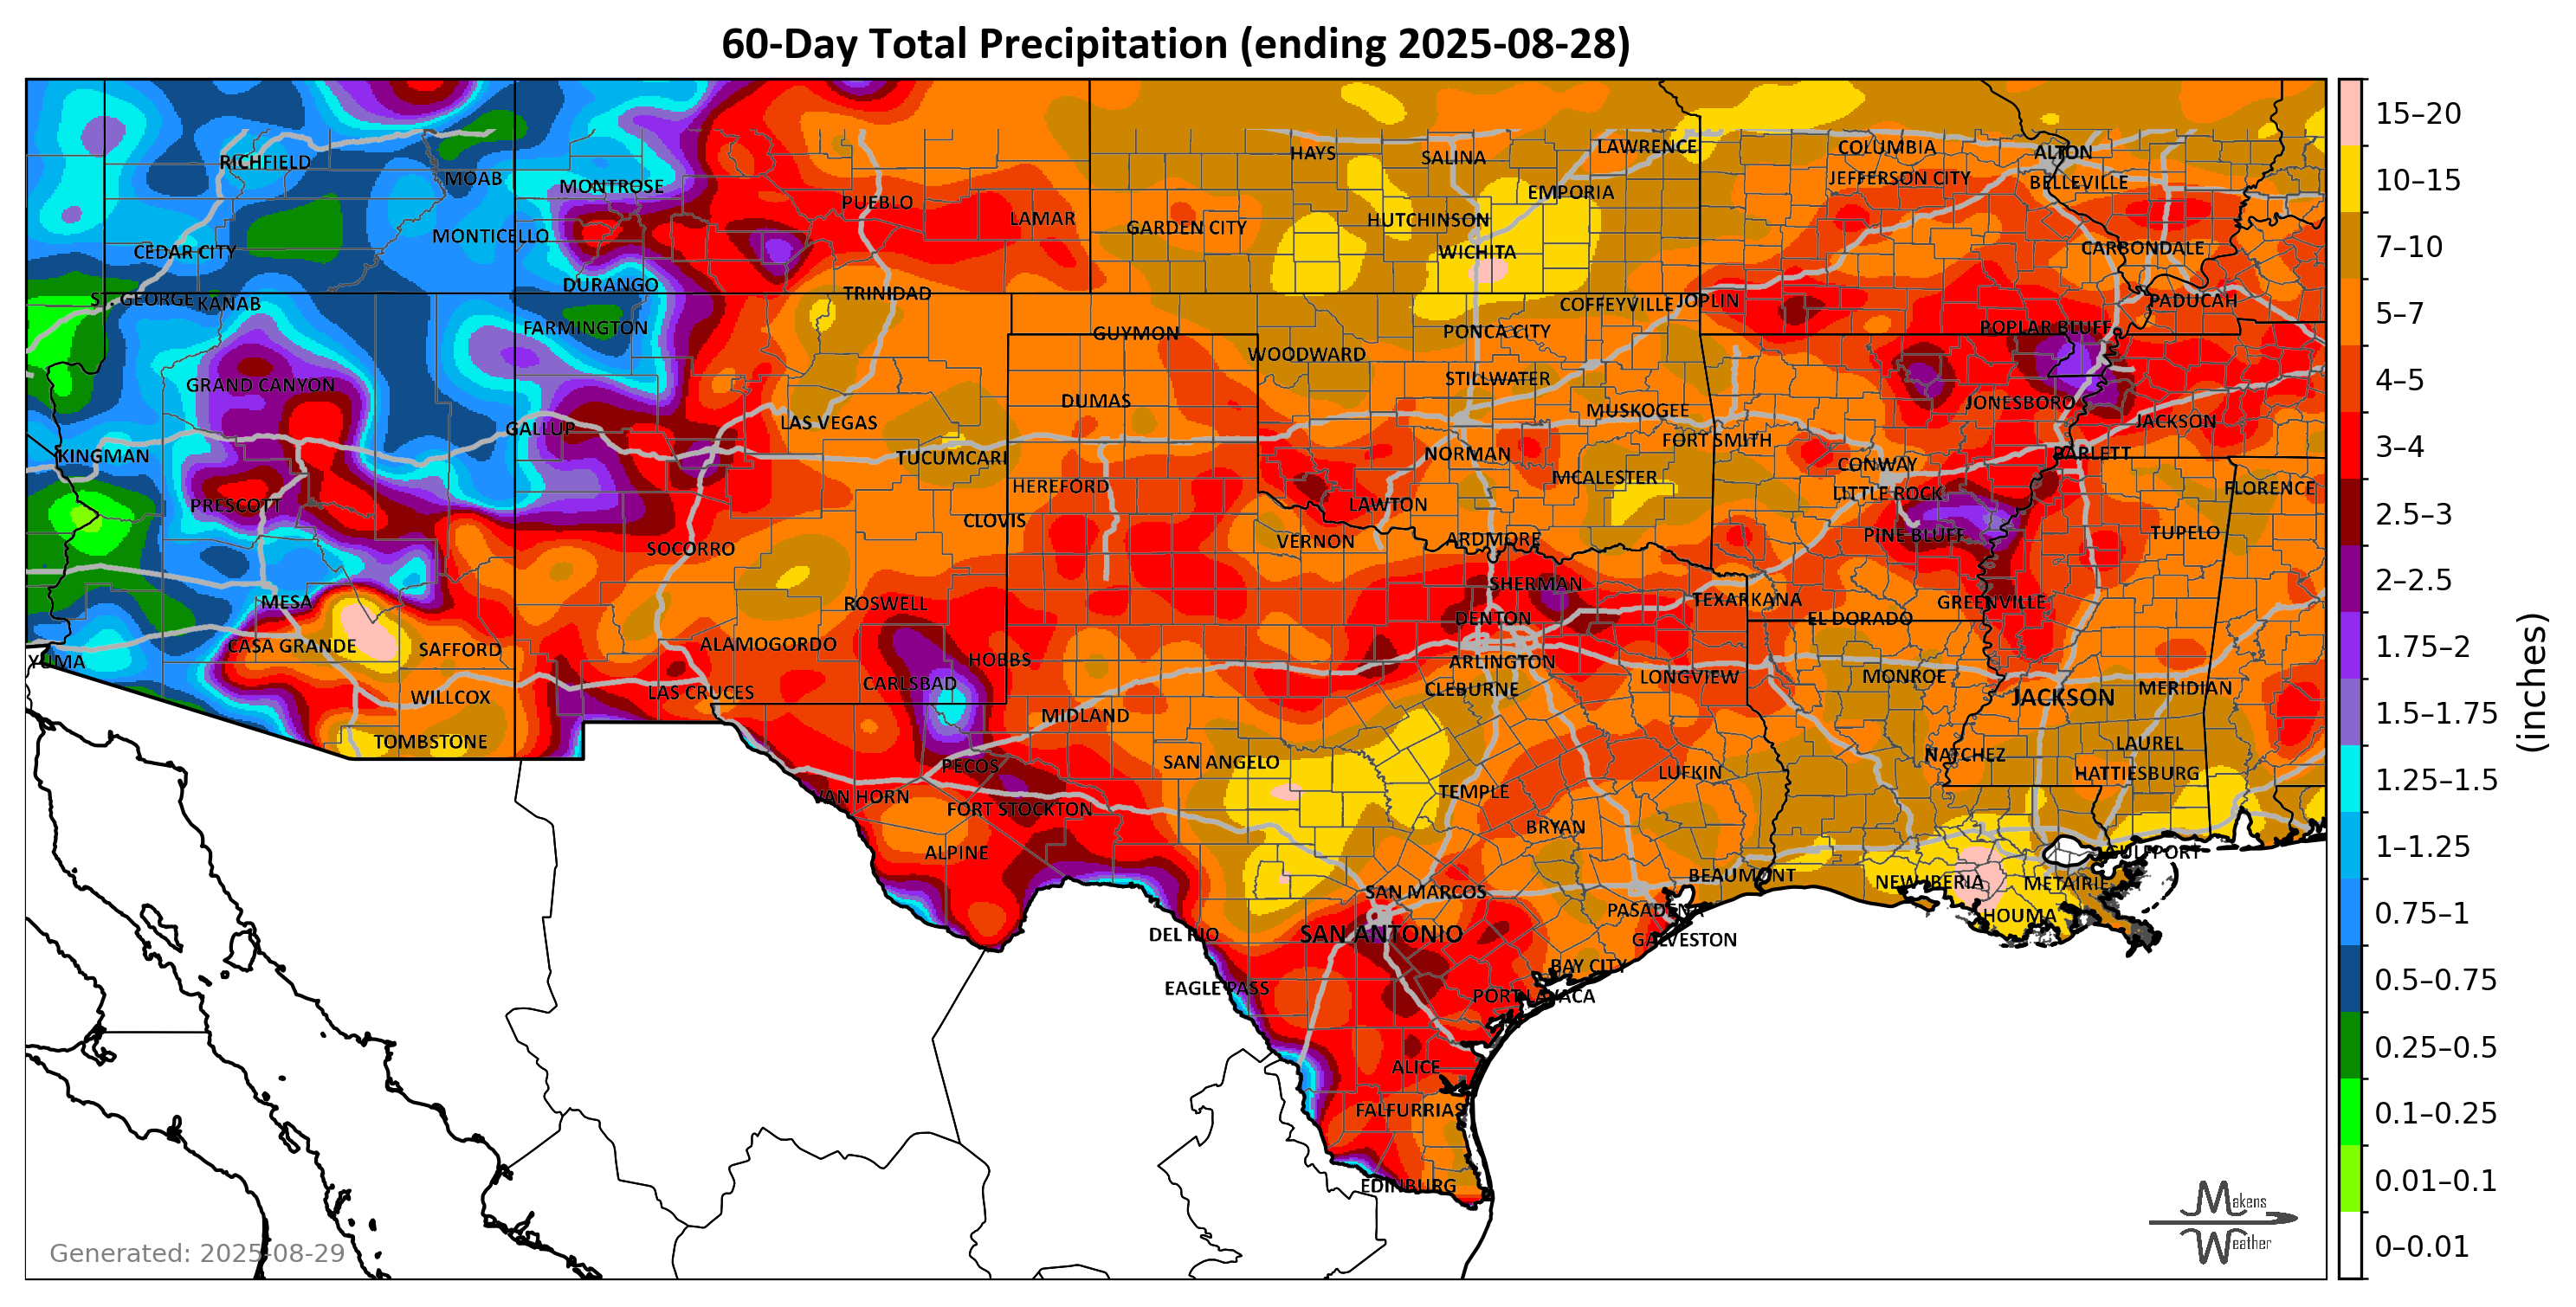 60-Day Total Precipitation (ending 2025-08-28)
15–20
10–15
7–10
5–7
4–5
3–4
2.5–3
2–2.5
1.75–2
1.5–1.75
1.25–1.5
1–1.25
0.75–1
0.5–0.75
0.25–0.5
0.1–0.25
0.01–0.1
0–0.01
(inches)
RICHFIELD
MOAB
MONTROSE
PUEBLO
LAMAR
HAYS
SALINA
LAWRENCE
COLUMBIA
ALTON
JEFFERSON CITY
BELLEVILLE
EMPORIA
GARDEN CITY
HUTCHINSON
WICHITA
CEDAR CITY
MONTICELLO
CARBONDALE
DURANGO
TRINIDAD
ST. GEORGE
KANAB
COFFEYVILLE
JOPLIN
PADUCAH
FARMINGTON
GUYMON
PONCA CITY
POPLAR BLUFF
WOODWARD
GRAND CANYON
STILLWATER
DUMAS
MUSKOGEE
JONESBORO
JACKSON
GALLUP
LAS VEGAS
FORT SMITH
KINGMAN
TUCUMCARI
NORMAN
BARLETT
CONWAY
PRESCOTT
HEREFORD
MCALESTER
LITTLE ROCK
FLORENCE
LAWTON
CLOVIS
SOCORRO
VERNON
ARDMORE
PINE BLUFF
TUPELO
MESA
ROSWELL
SHERMAN
TEXARKANA
GREENVILLE
CASA GRANDE
SAFFORD
ALAMOGORDO
DENTON
EL DORADO
YUMA
HOBBS
ARLINGTON
WILLCOX
LAS CRUCES
CARLSBAD
CLEBURNE
LONGVIEW
MONROE
JACKSON
MERIDIAN
MIDLAND
TOMBSTONE
PECOS
SAN ANGELO
LUFKIN
NATCHEZ
LAUREL
HATTIESBURG
VAN HORN
FORT STOCKTON
TEMPLE
ALPINE
BRYAN
GULFPORT
SAN MARCOS
BEAUMONT
NEW IBERIA
METAIRIE
DEL RIO
SAN ANTONIO
PASADENA
HOUMA
GALVESTON
EAGLE PASS
BAY CITY
PORT LAVACA
ALICE
FALFURRIAS
EDINBURG
Generated: 2025-08-29
Makens
Weather